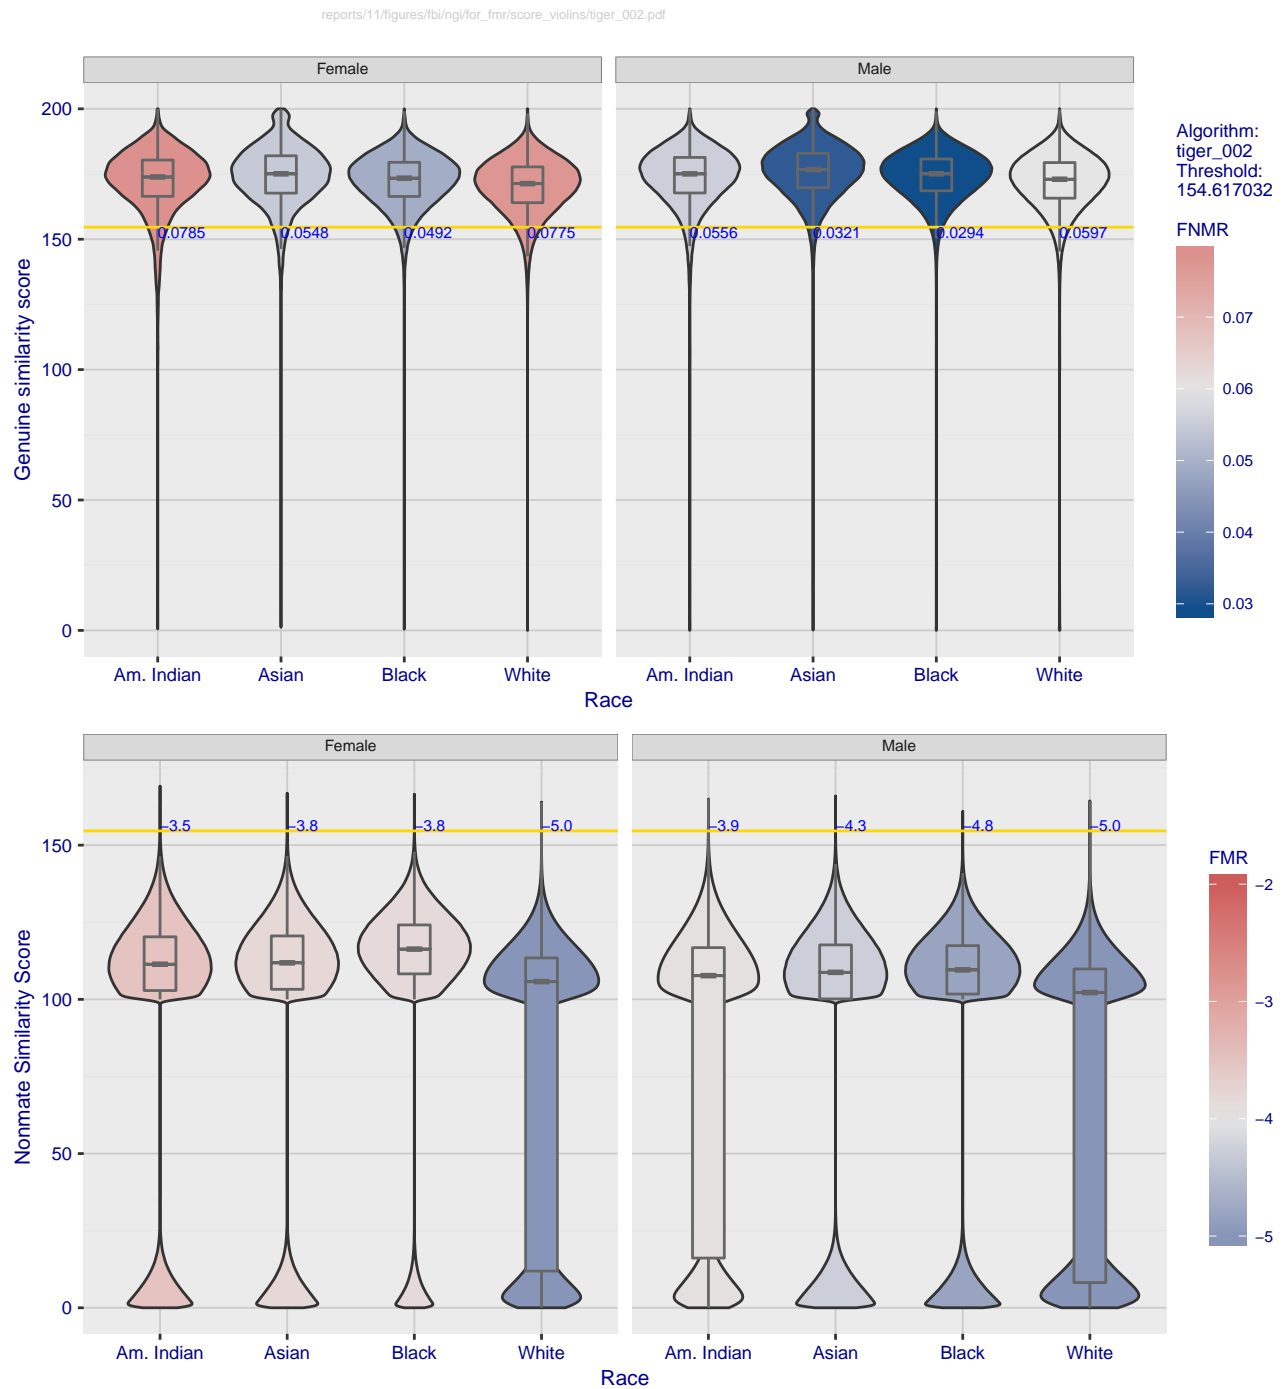 reports/11/figures/fbi/ngi/for_fmr/score_violins/tiger_002.pdf
Female
Male
200
150
100
50
0
Genuine similarity score
0.0785
0.0548
0.0492
0.0775
0.0556
0.0321
0.0294
0.0597
Am. Indian
Asian
Black
White
Am. Indian
Asian
Black
White
Race
Algorithm:
tiger_002
Threshold:
154.617032
FNMR
0.07
0.06
0.05
0.04
0.03
Female
Male
150
100
50
0
Nonmate Similarity Score
−3.5
−3.8
−3.8
−5.0
−3.9
−4.3
−4.8
−5.0
Am. Indian
Asian
Black
White
Am. Indian
Asian
Black
White
Race
FMR
−2
−3
−4
−5